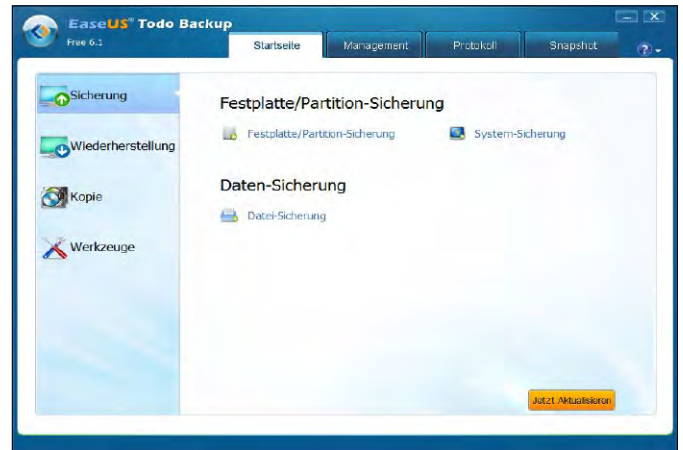 EaseUS® Todo Backup
Free 6.1
Startseite Management Protokoll Snapshot ?
Sicherung
Wiederherstellung
Kopie
Werkzeuge
Festplatte/Partition-Sicherung
Festplatte/Partition-Sicherung System-Sicherung
Daten-Sicherung
Datei-Sicherung
Jetzt Aktualisieren